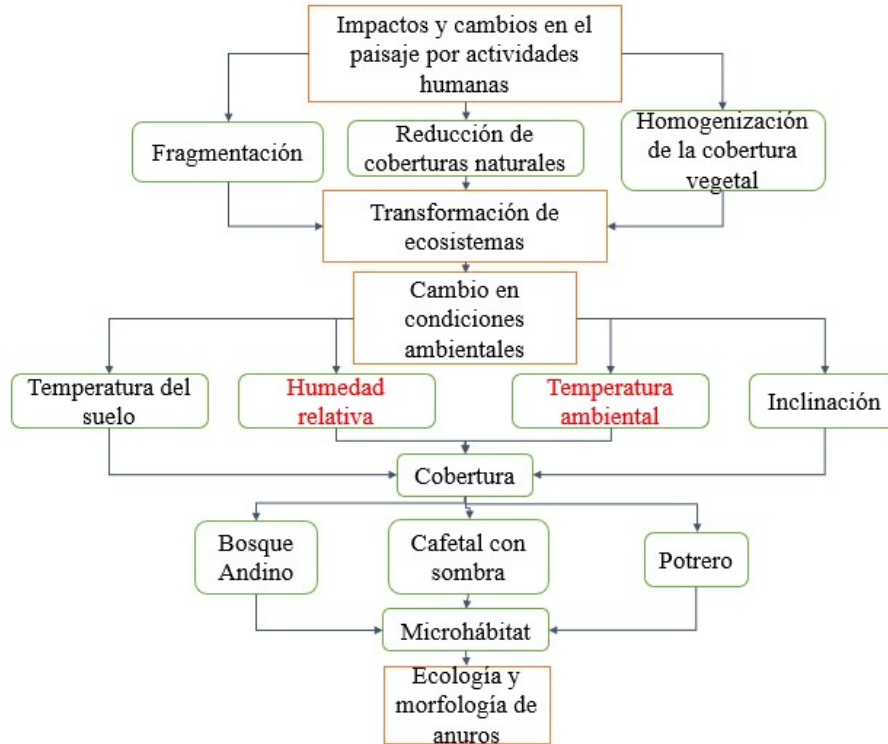 Impactos y cambios en el
paisaje por actividades
humanas
Fragmentación
Reducción de
coberturas naturales
Homogenización
de la cobertura
vegetal
Transformación de
ecosistemas
Cambio en
condiciones
ambientales
Temperatura del
suelo
Humedad
relativa
Temperatura
ambiental
Inclinación
Cobertura
Bosque
Andino
Cafetal con
sombra
Potrero
Microhábitat
Ecología y
morfología de
anuros